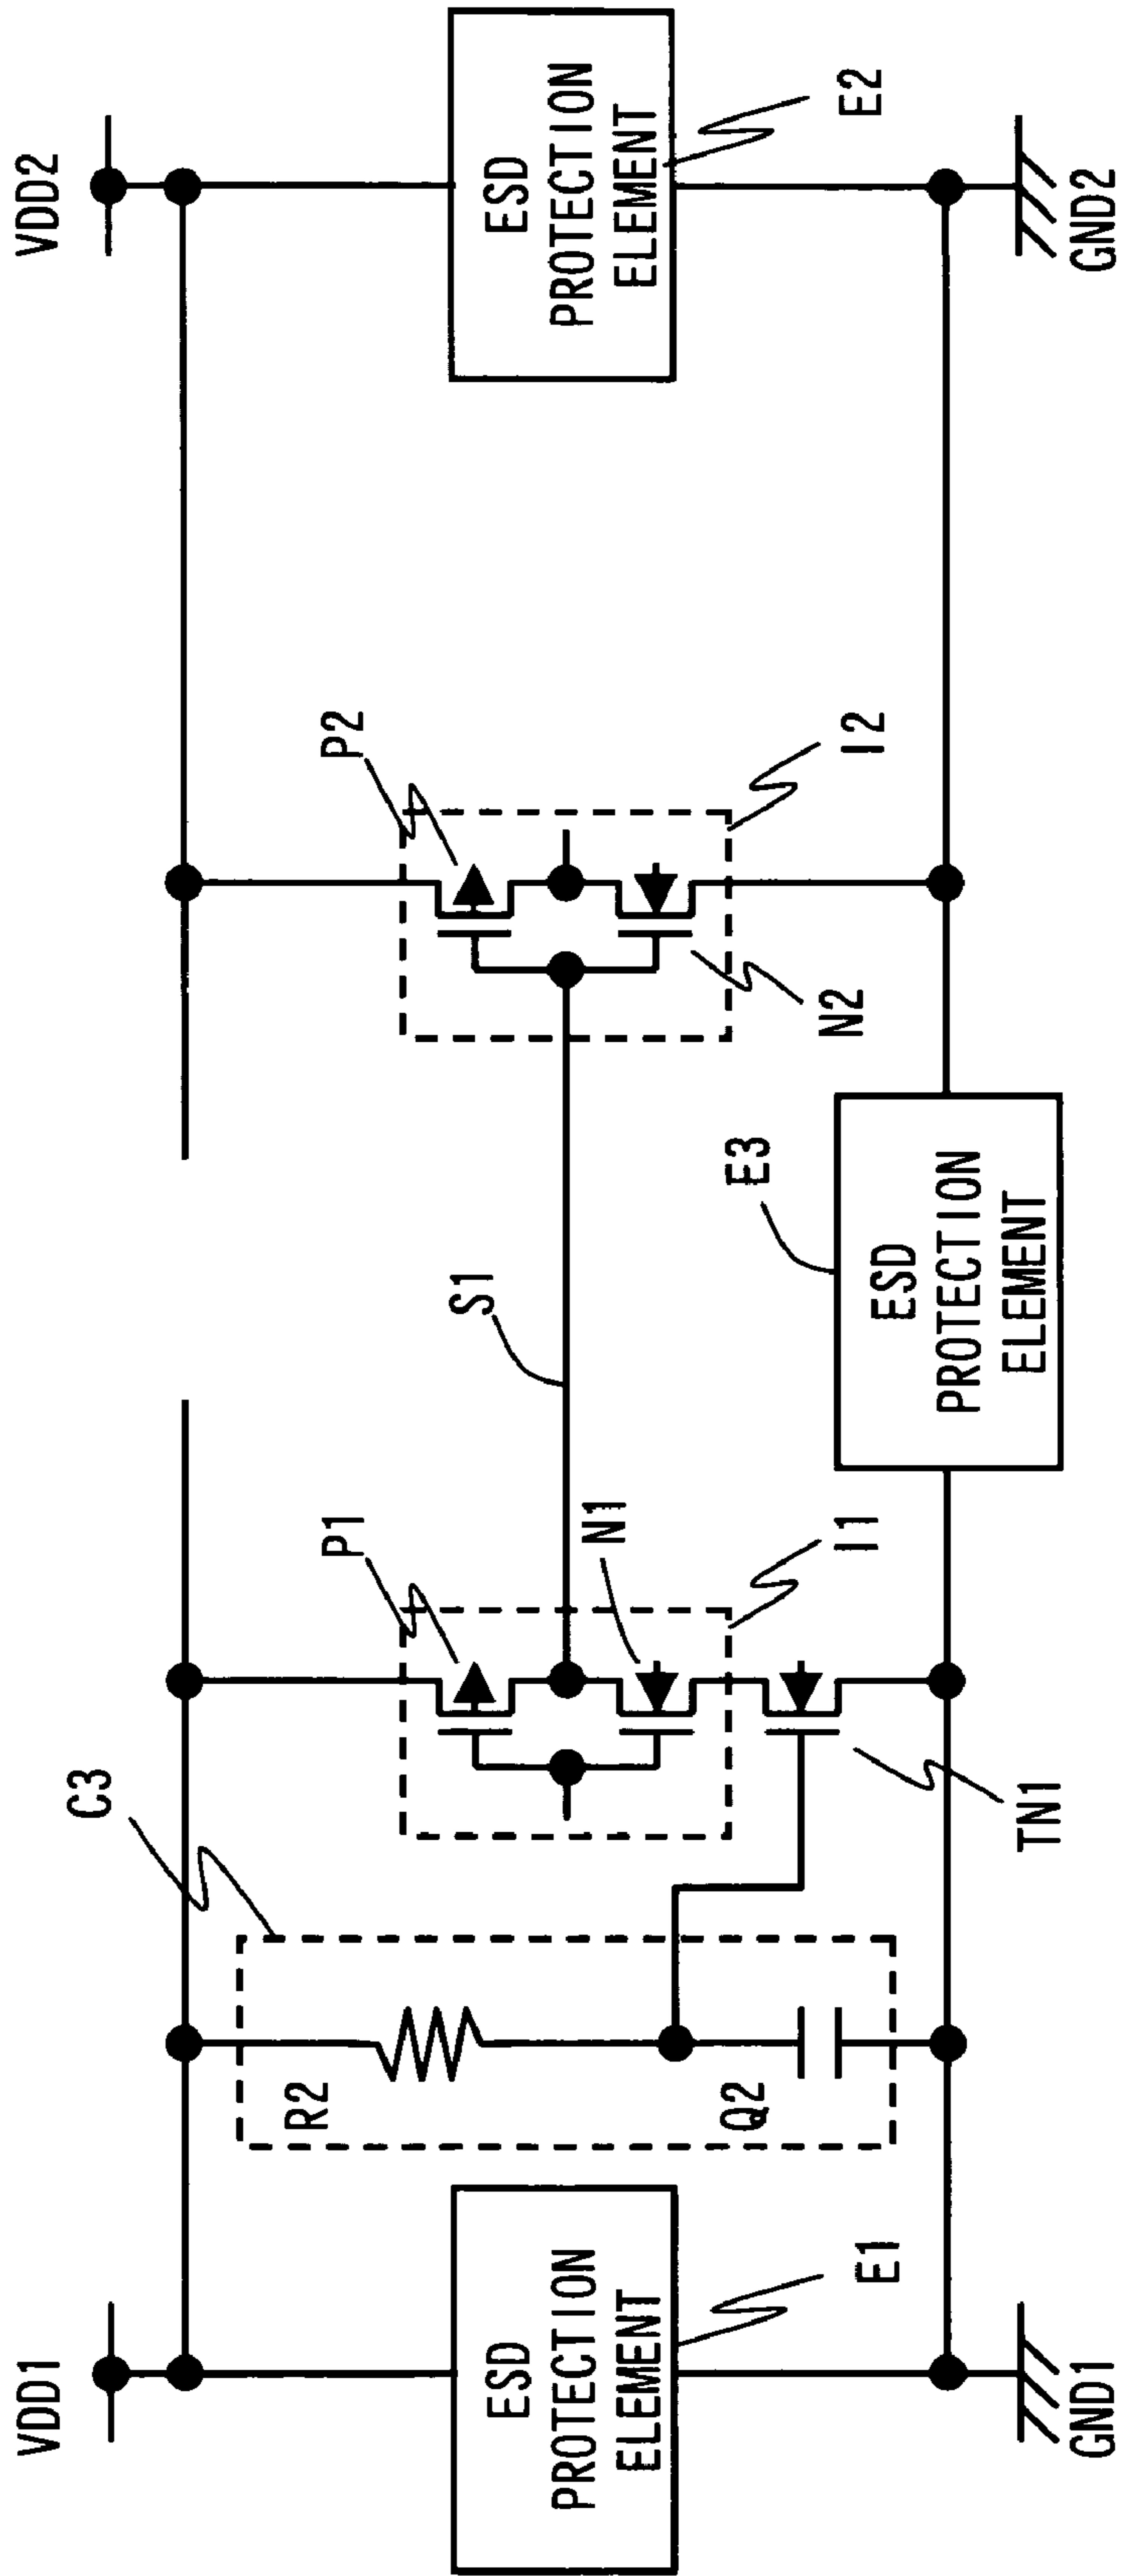 VDD1
VDD2
C3
P1
P2
R2
S1
N1
ESD
PROTECTION
ELEMENT
ESD
PROTECTION
ELEMENT
Q2
E3
I1
I2
E1
N2
E2
ESD
PROTECTION
ELEMENT
TN1
GND1
GND2